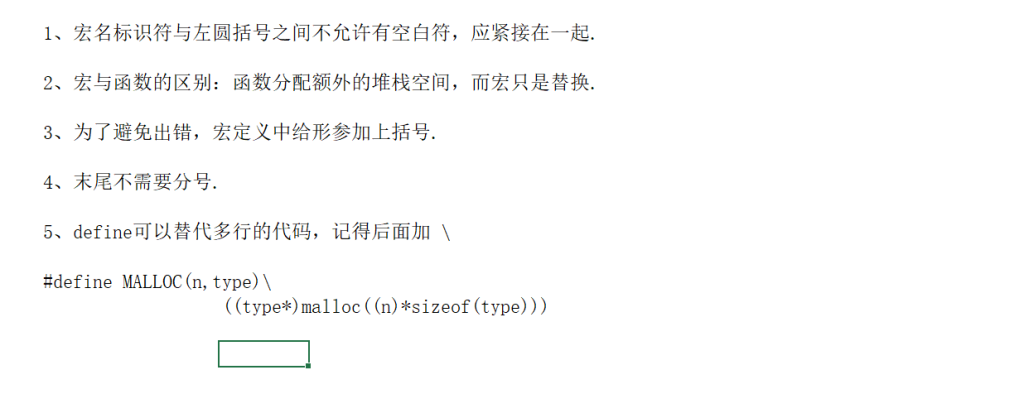 1、宏名标识符与左圆括号之间不允许有空白符，应紧接在一起.
2、宏与函数的区别：函数分配额外的堆栈空间，而宏只是替换.
3、为了避免出错，宏定义中给形参加上括号.
4、末尾不需要分号.
5、define可以替代多行的代码，记得后面加 \
#define MALLOC(n,type)\
((type*)malloc((n)*sizeof(type)))